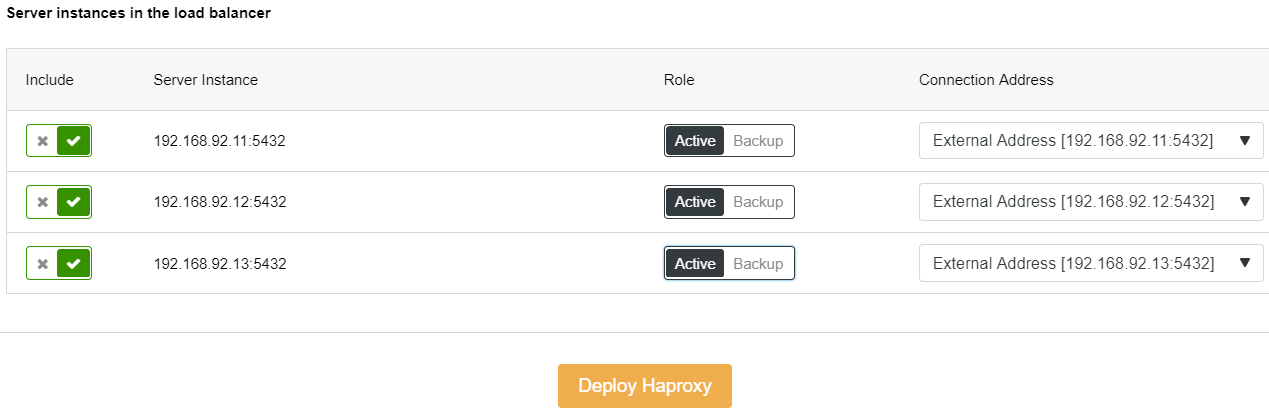 Server instances in the load balancer
Include Server Instance Role Connection Address
192.168.92.11:5432 Active Backup External Address [192.168.92.11:5432]
192.168.92.12:5432 Active Backup External Address [192.168.92.12:5432]
192.168.92.13:5432 Active Backup External Address [192.168.92.13:5432]
Deploy Haproxy